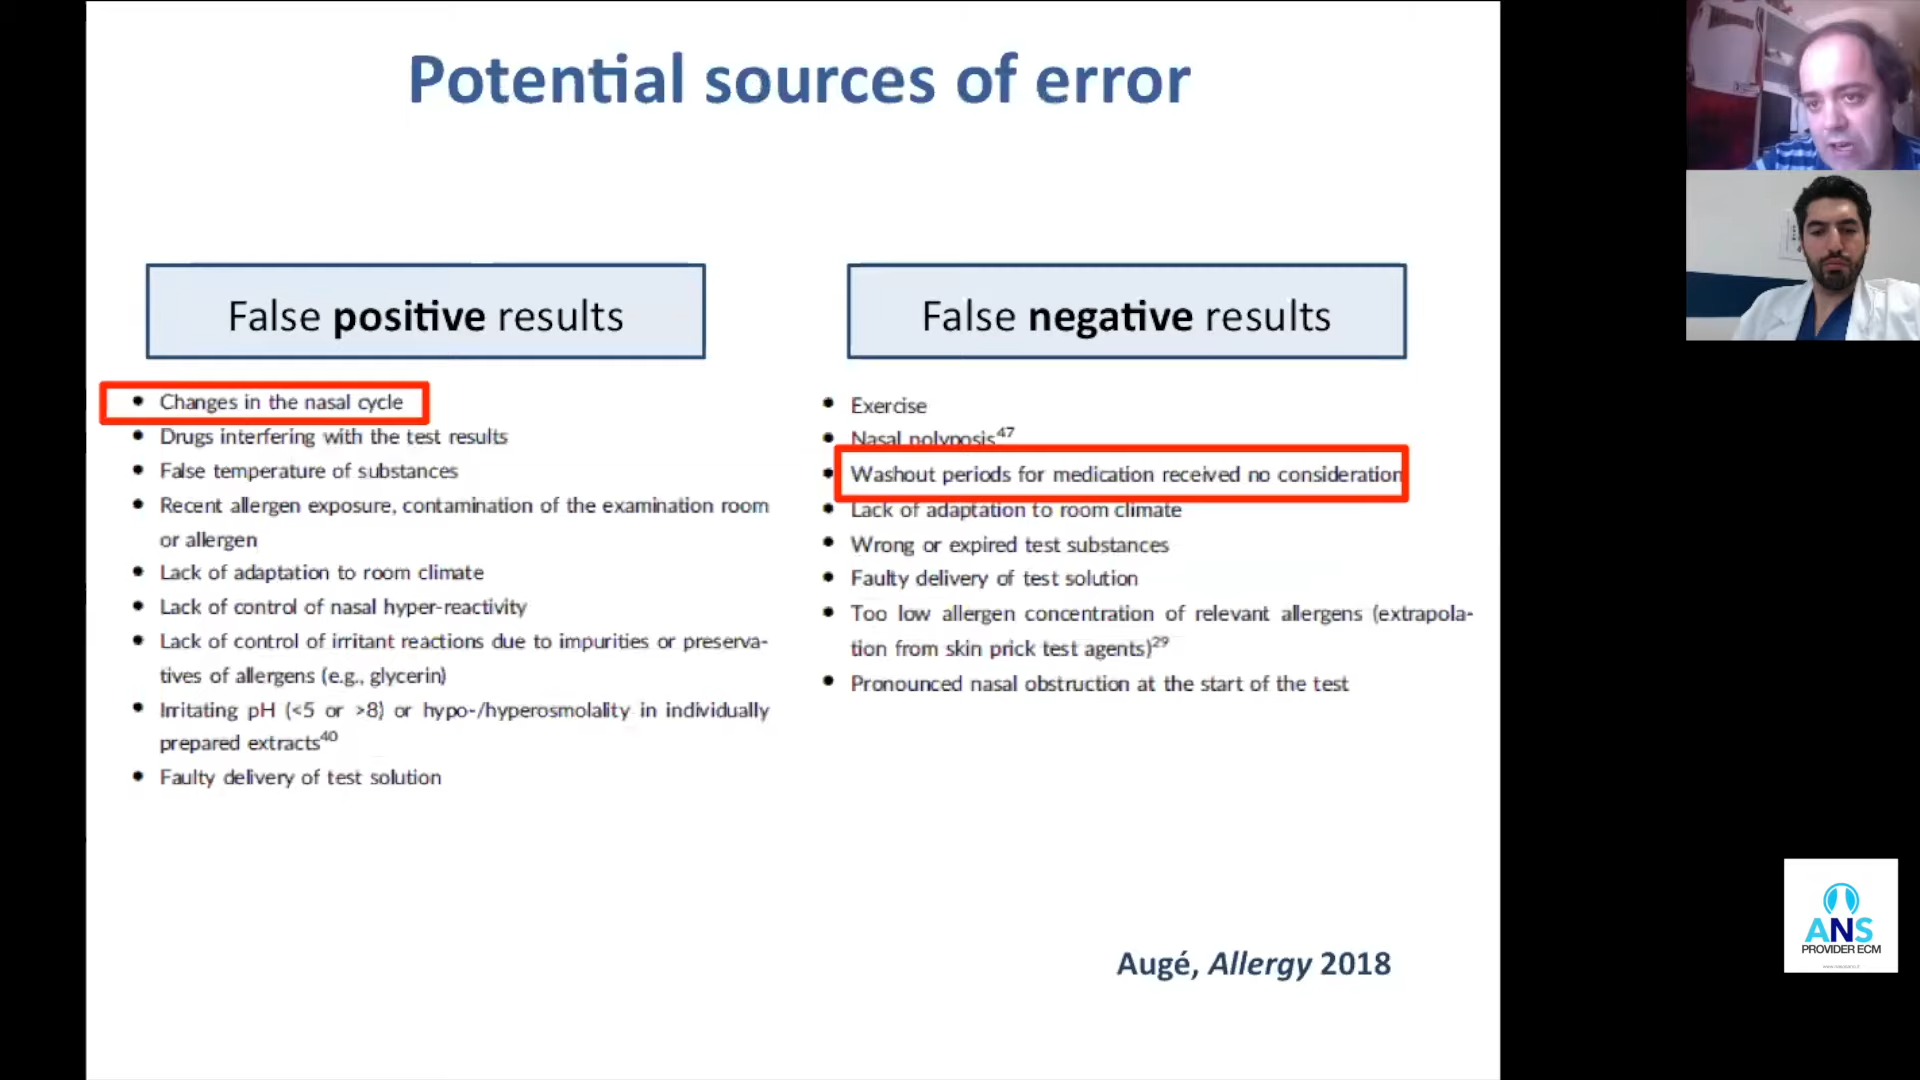 Potential sources of error
False positive results
• Changes in the nasal cycle
• Drugs interfering with the test results
• False temperature of substances
• Recent allergen exposure, contamination of the examination room
or allergen
• Lack of adaptation to room climate
• Lack of control of nasal hyper-reactivity
• Lack of control of irritant reactions due to impurities or preserva-
tives of allergens (e.g., glycerin)
• Irritating pH (<5 or >8) or hypo-/hyperosmolality in individually
prepared extracts40
• Faulty delivery of test solution
False negative results
• Exercise
• Nasal polyposis47
• Washout periods for medication received no consideration
• Lack of adaptation to room climate
• Wrong or expired test substances
• Faulty delivery of test solution
• Too low allergen concentration of relevant allergens (extrapola-
tion from skin prick test agents)29
• Pronounced nasal obstruction at the start of the test
Augé, Allergy 2018
ANS
PROVIDER ECM